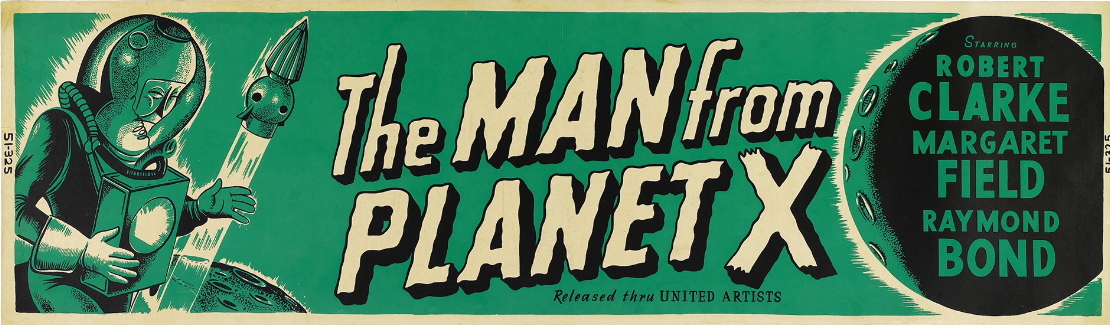 The MAN from
PLANET X
Released thru UNITED ARTISTS
STARRING
ROBERT
CLARKE
MARGARET
FIELD
RAYMOND
BOND
51-325
51-325